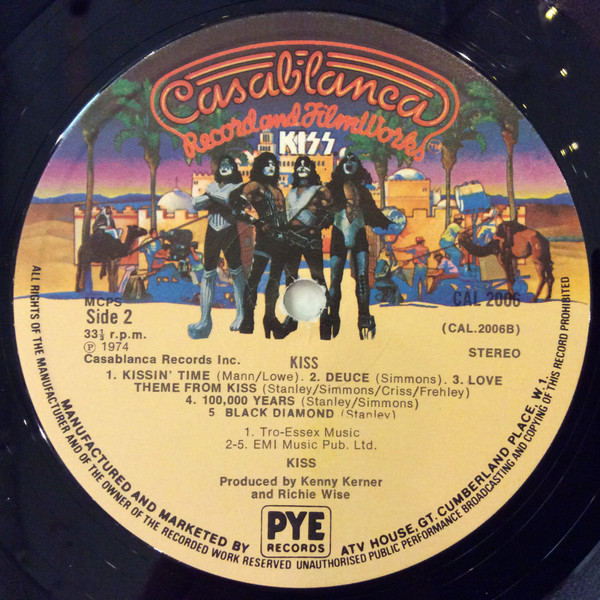 Casablanca
Record and FilmWorks
TM
KISS
MCPS
Side 2
33⅓ r.p.m.
Ⓟ 1974
Casablanca Records Inc.
CAL 2006
(CAL.2006B)
STEREO
KISS
1. KISSIN' TIME (Mann/Lowe). 2. DEUCE (Simmons). 3. LOVE
THEME FROM KISS (Stanley/Simmons/Criss/Frehley)
4. 100,000 YEARS (Stanley/Simmons)
5 BLACK DIAMOND (Stanley)
1. Tro-Essex Music
2-5. EMI Music Pub. Ltd.
KISS
Produced by Kenny Kerner
and Richie Wise
PYE
RECORDS
MANUFACTURED AND MARKETED BY
ATV HOUSE, GT. CUMBERLAND PLACE, W.1.
ALL RIGHTS OF THE MANUFACTURER AND OF THE OWNER OF THE RECORDED WORK RESERVED UNAUTHORISED PUBLIC PERFORMANCE BROADCASTING AND COPYING OF THIS RECORD PROHIBITED